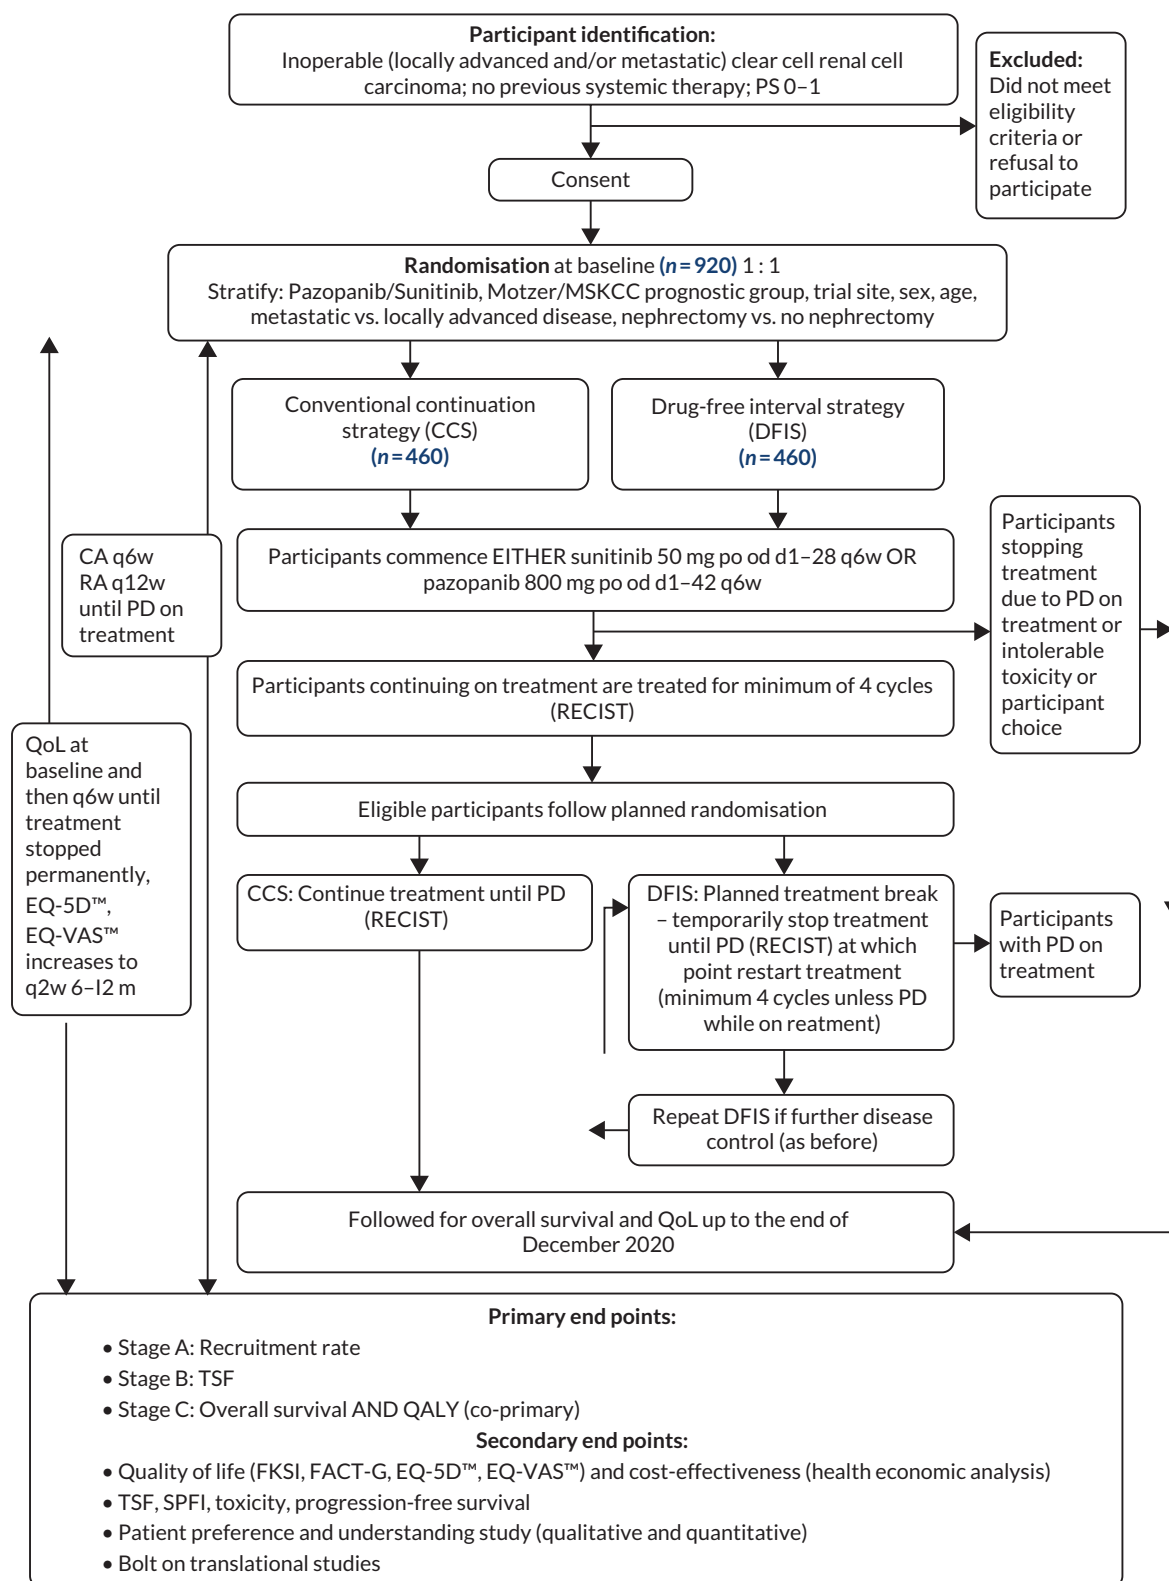 Participant identification:
Inoperable (locally advanced and/or metastatic) clear cell renal cell
carcinoma; no previous systemic therapy; PS 0–1
Excluded:
Did not meet
eligibility
criteria or
refusal to
participate
Consent
Randomisation at baseline (n = 920) 1 : 1
Stratify: Pazopanib/Sunitinib, Motzer/MSKCC prognostic group, trial site, sex, age,
metastatic vs. locally advanced disease, nephrectomy vs. no nephrectomy
Conventional continuation
strategy (CCS)
(n = 460)
Drug-free interval strategy
(DFIS)
(n = 460)
CA q6w
RA q12w
until PD on
treatment
Participants commence EITHER sunitinib 50 mg po od d1–28 q6w OR
pazopanib 800 mg po od d1–42 q6w
Participants
stopping
treatment
due to PD on
treatment or
intolerable
toxicity or
participant
choice
Participants continuing on treatment are treated for minimum of 4 cycles
(RECIST)
QoL at
baseline and
then q6w until
treatment
stopped
permanently,
EQ-5D™,
EQ-VAS™
increases to
q2w 6–I2 m
Eligible participants follow planned randomisation
CCS: Continue treatment until PD
(RECIST)
DFIS: Planned treatment break
– temporarily stop treatment
until PD (RECIST) at which
point restart treatment
(minimum 4 cycles unless PD
while on reatment)
Participants
with PD on
treatment
Repeat DFIS if further disease
control (as before)
Followed for overall survival and QoL up to the end of
December 2020
Primary end points:
• Stage A: Recruitment rate
• Stage B: TSF
• Stage C: Overall survival AND QALY (co-primary)
Secondary end points:
• Quality of life (FKSI, FACT-G, EQ-5D™, EQ-VAS™) and cost-effectiveness (health economic analysis)
• TSF, SPFI, toxicity, progression-free survival
• Patient preference and understanding study (qualitative and quantitative)
• Bolt on translational studies